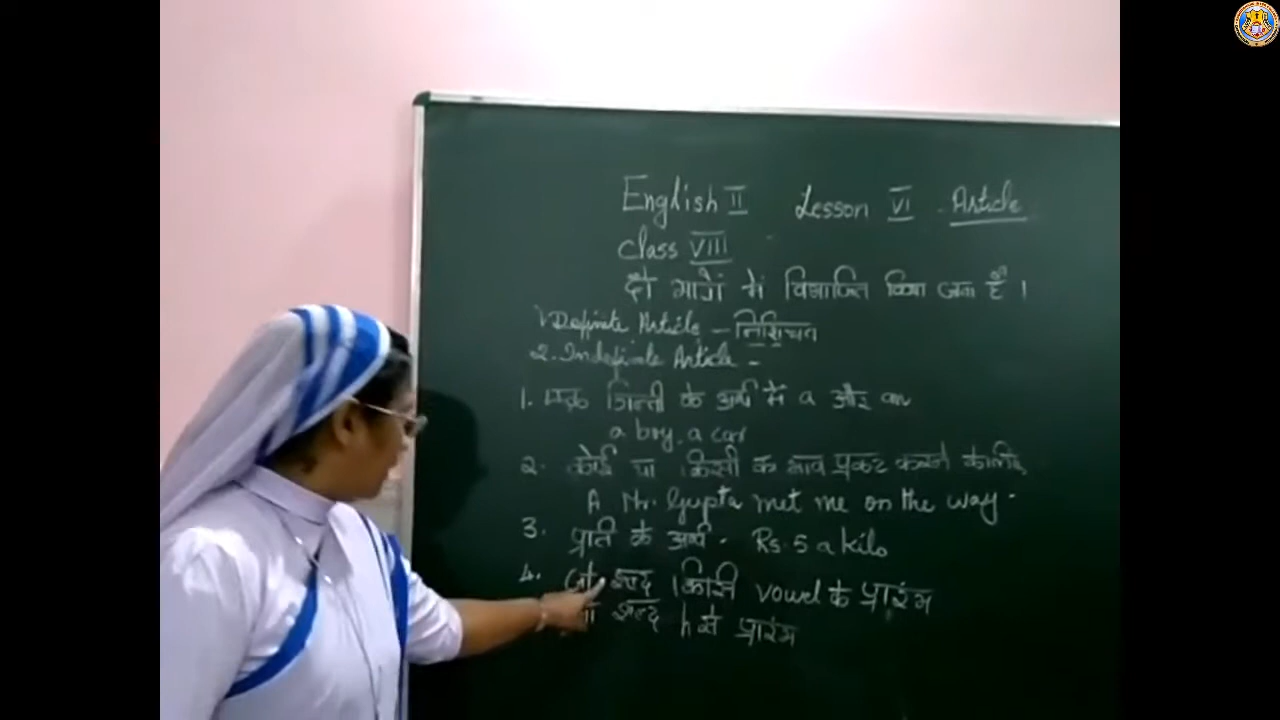 English II Lesson VI - Article
Class VIII
दो भागों में विभाजित किया जाता है ।
1) Definite Article - निश्चित
2. Indefinite Article -
1. एक गिनती के अर्थ में a और an
a boy, a car
2. कोई या किसी का भाव प्रकट करने के लिए
A Mr. Gupta met me on the way.
3. प्रति के अर्थ - Rs. 5 a kilo
4. जो शब्द किसी vowel के प्रारंभ
शब्द h से प्रारंभ